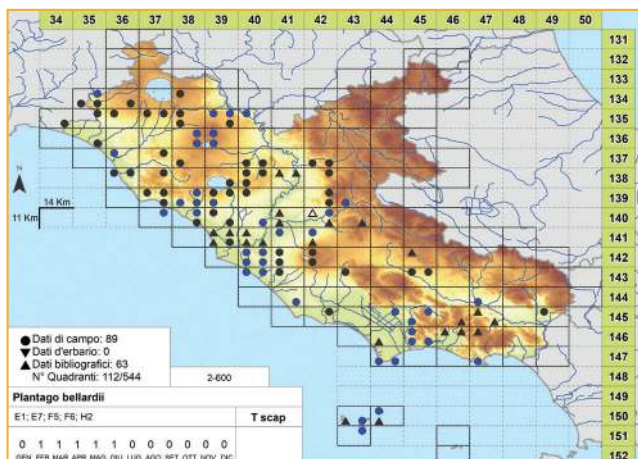 34 35 36 37 38 39 40 41 42 43 44 45 46 47 48 49 50
131
132
133
134
135
136
137
138
139
140
141
142
143
144
145
146
147
148
149
150
151
152
N
14 Km
11 Km
Dati di campo: 89
Dati d'erbario: 0
Dati bibliografici: 63
N° Quadranti: 112/544
2-600
Plantago bellardii
E1; E7; F5; F6; H2
T scap
0 1 1 1 1 1 0 0 0 0 0 0
GEN FEB MAR APR MAG GIU LUG AGO SET OTT NOV DIC